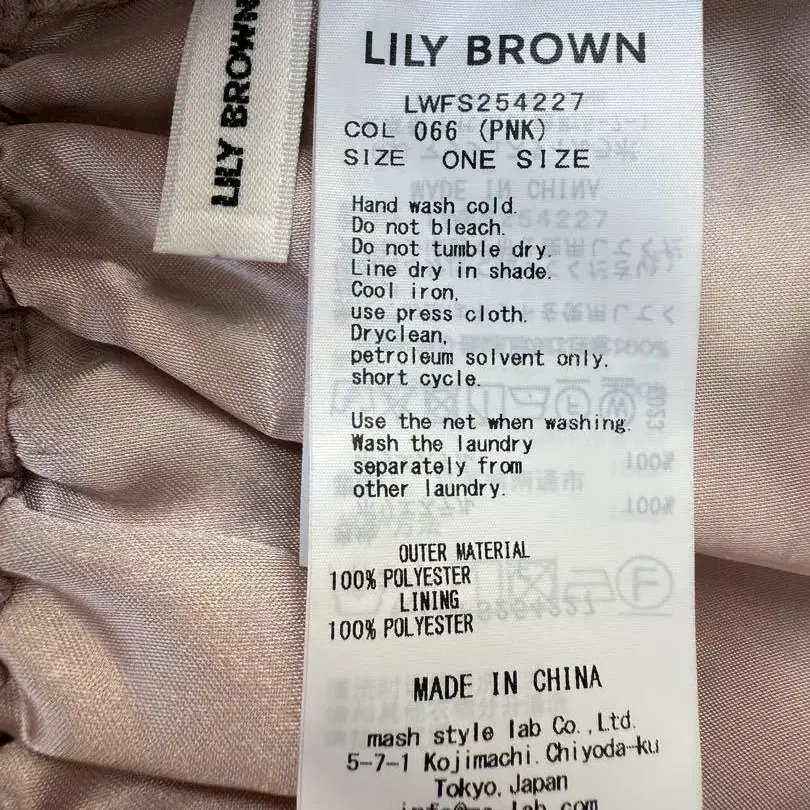 LILY BROWN
LILY BROWN
LWFS254227
COL 066 (PNK)
SIZE ONE SIZE
Hand wash cold.
Do not bleach.
Do not tumble dry.
Line dry in shade.
Cool iron,
use press cloth.
Dryclean,
petroleum solvent only,
short cycle.
Use the net when washing.
Wash the laundry
separately from
other laundry.
OUTER MATERIAL
100% POLYESTER
LINING
100% POLYESTER
MADE IN CHINA
mash style lab Co.,Ltd.
5-7-1 Kojimachi.Chiyoda-ku
Tokyo, Japan